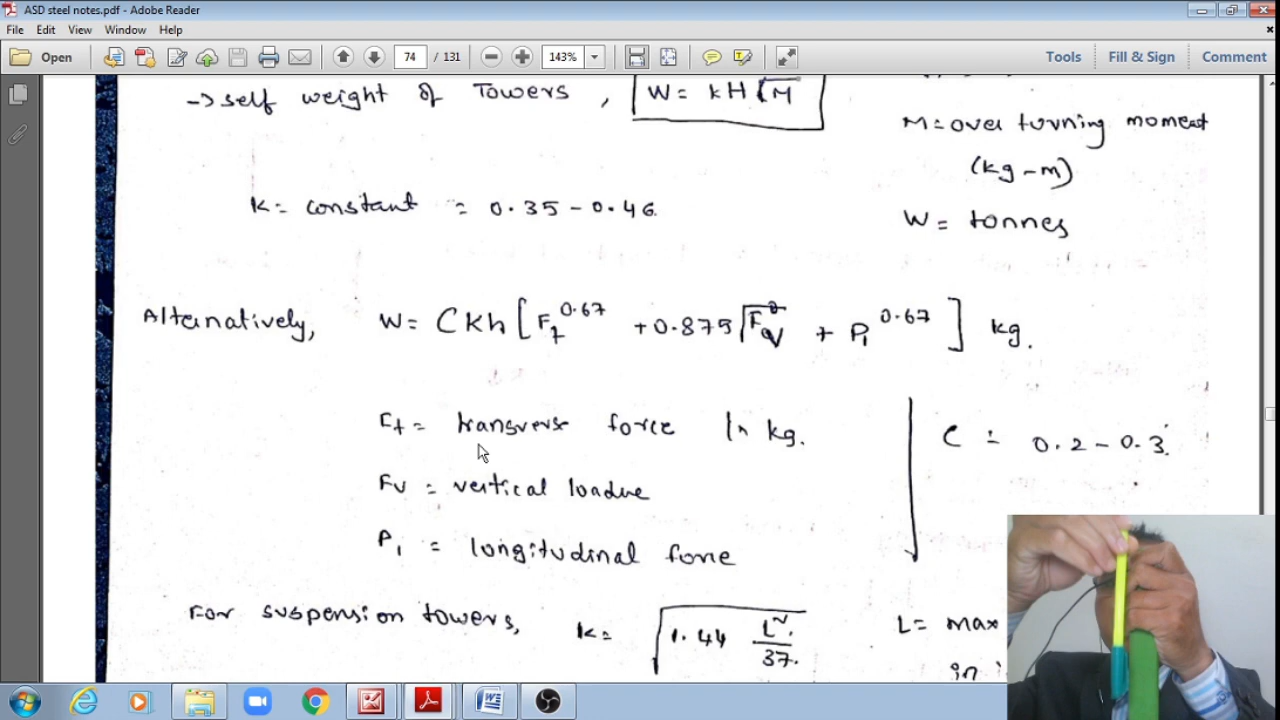 ASD steel notes.pdf - Adobe Reader
File Edit View Window Help
Open 74 / 131 143% Tools Fill & Sign Comment
→ self weight of Towers , W = kH√M
M = over turning moment
(kg-m)
K = constant = 0.35 - 0.46
W = tonnes
Alternatively, W = CKh [ Ft^0.67 + 0.875 √Fv + P1^0.67 ] kg.
Ft = transverse force In kg.
C = 0.2 - 0.3
Fv = vertical loadue
P1 = longitudinal force
For suspension towers, K = √1.44 L²/37.
L = max
in